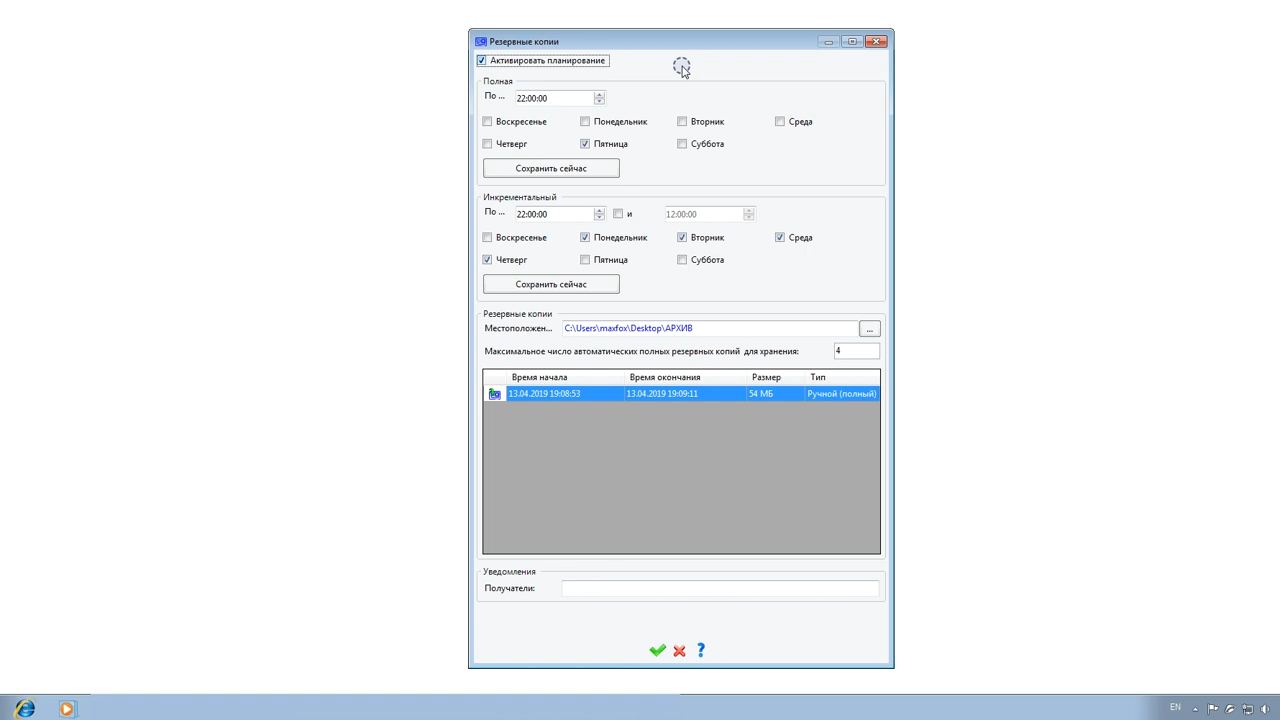 Резервные копии
Активировать планирование
Полная
По ... 22:00:00
Воскресенье Понедельник Вторник Среда
Четверг Пятница Суббота
Сохранить сейчас
Инкрементальный
По ... 22:00:00 и 12:00:00
Воскресенье Понедельник Вторник Среда
Четверг Пятница Суббота
Сохранить сейчас
Резервные копии
Местоположен... C:\Users\maxfox\Desktop\АРХИВ ...
Максимальное число автоматических полных резервных копий для хранения: 4
Время начала Время окончания Размер Тип
13.04.2019 19:08:53 13.04.2019 19:09:11 54 МБ Ручной (полный)
Уведомления
Получатели:
EN